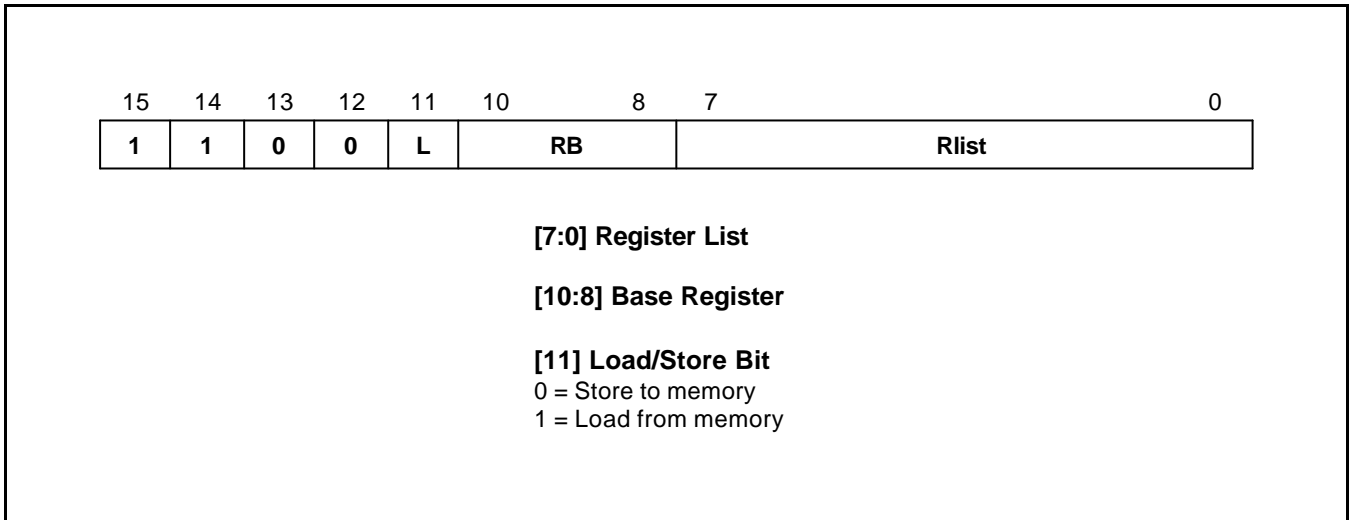 15 14 13 12 11 10 8 7 0
1 1 0 0 L RB Rlist
[7:0] Register List
[10:8] Base Register
[11] Load/Store Bit
0 = Store to memory
1 = Load from memory